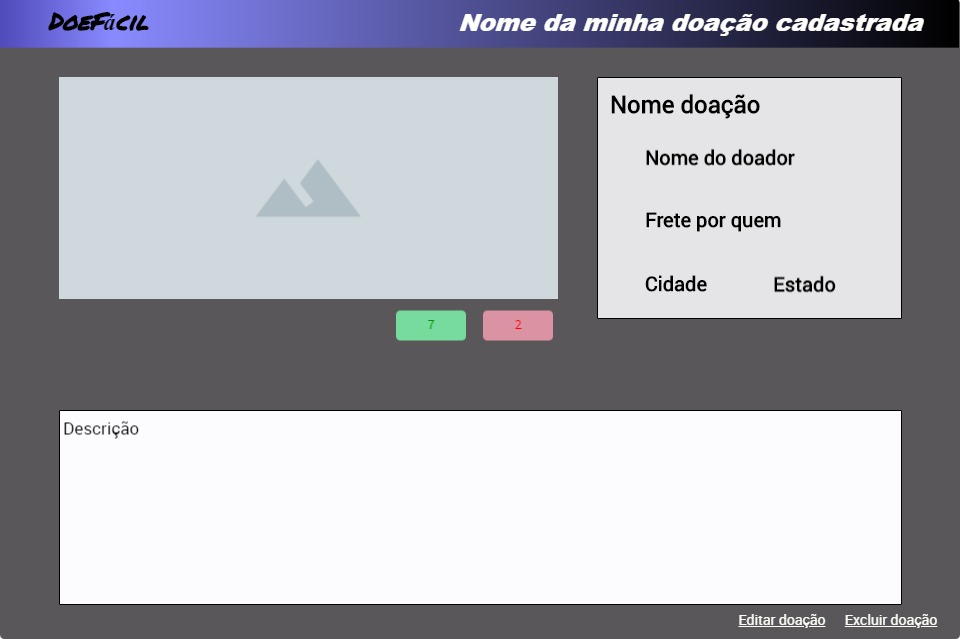 DoeFácil
Nome da minha doação cadastrada
Nome doação
Nome do doador
Frete por quem
Cidade Estado
7 2
Descrição
Editar doação Excluir doação